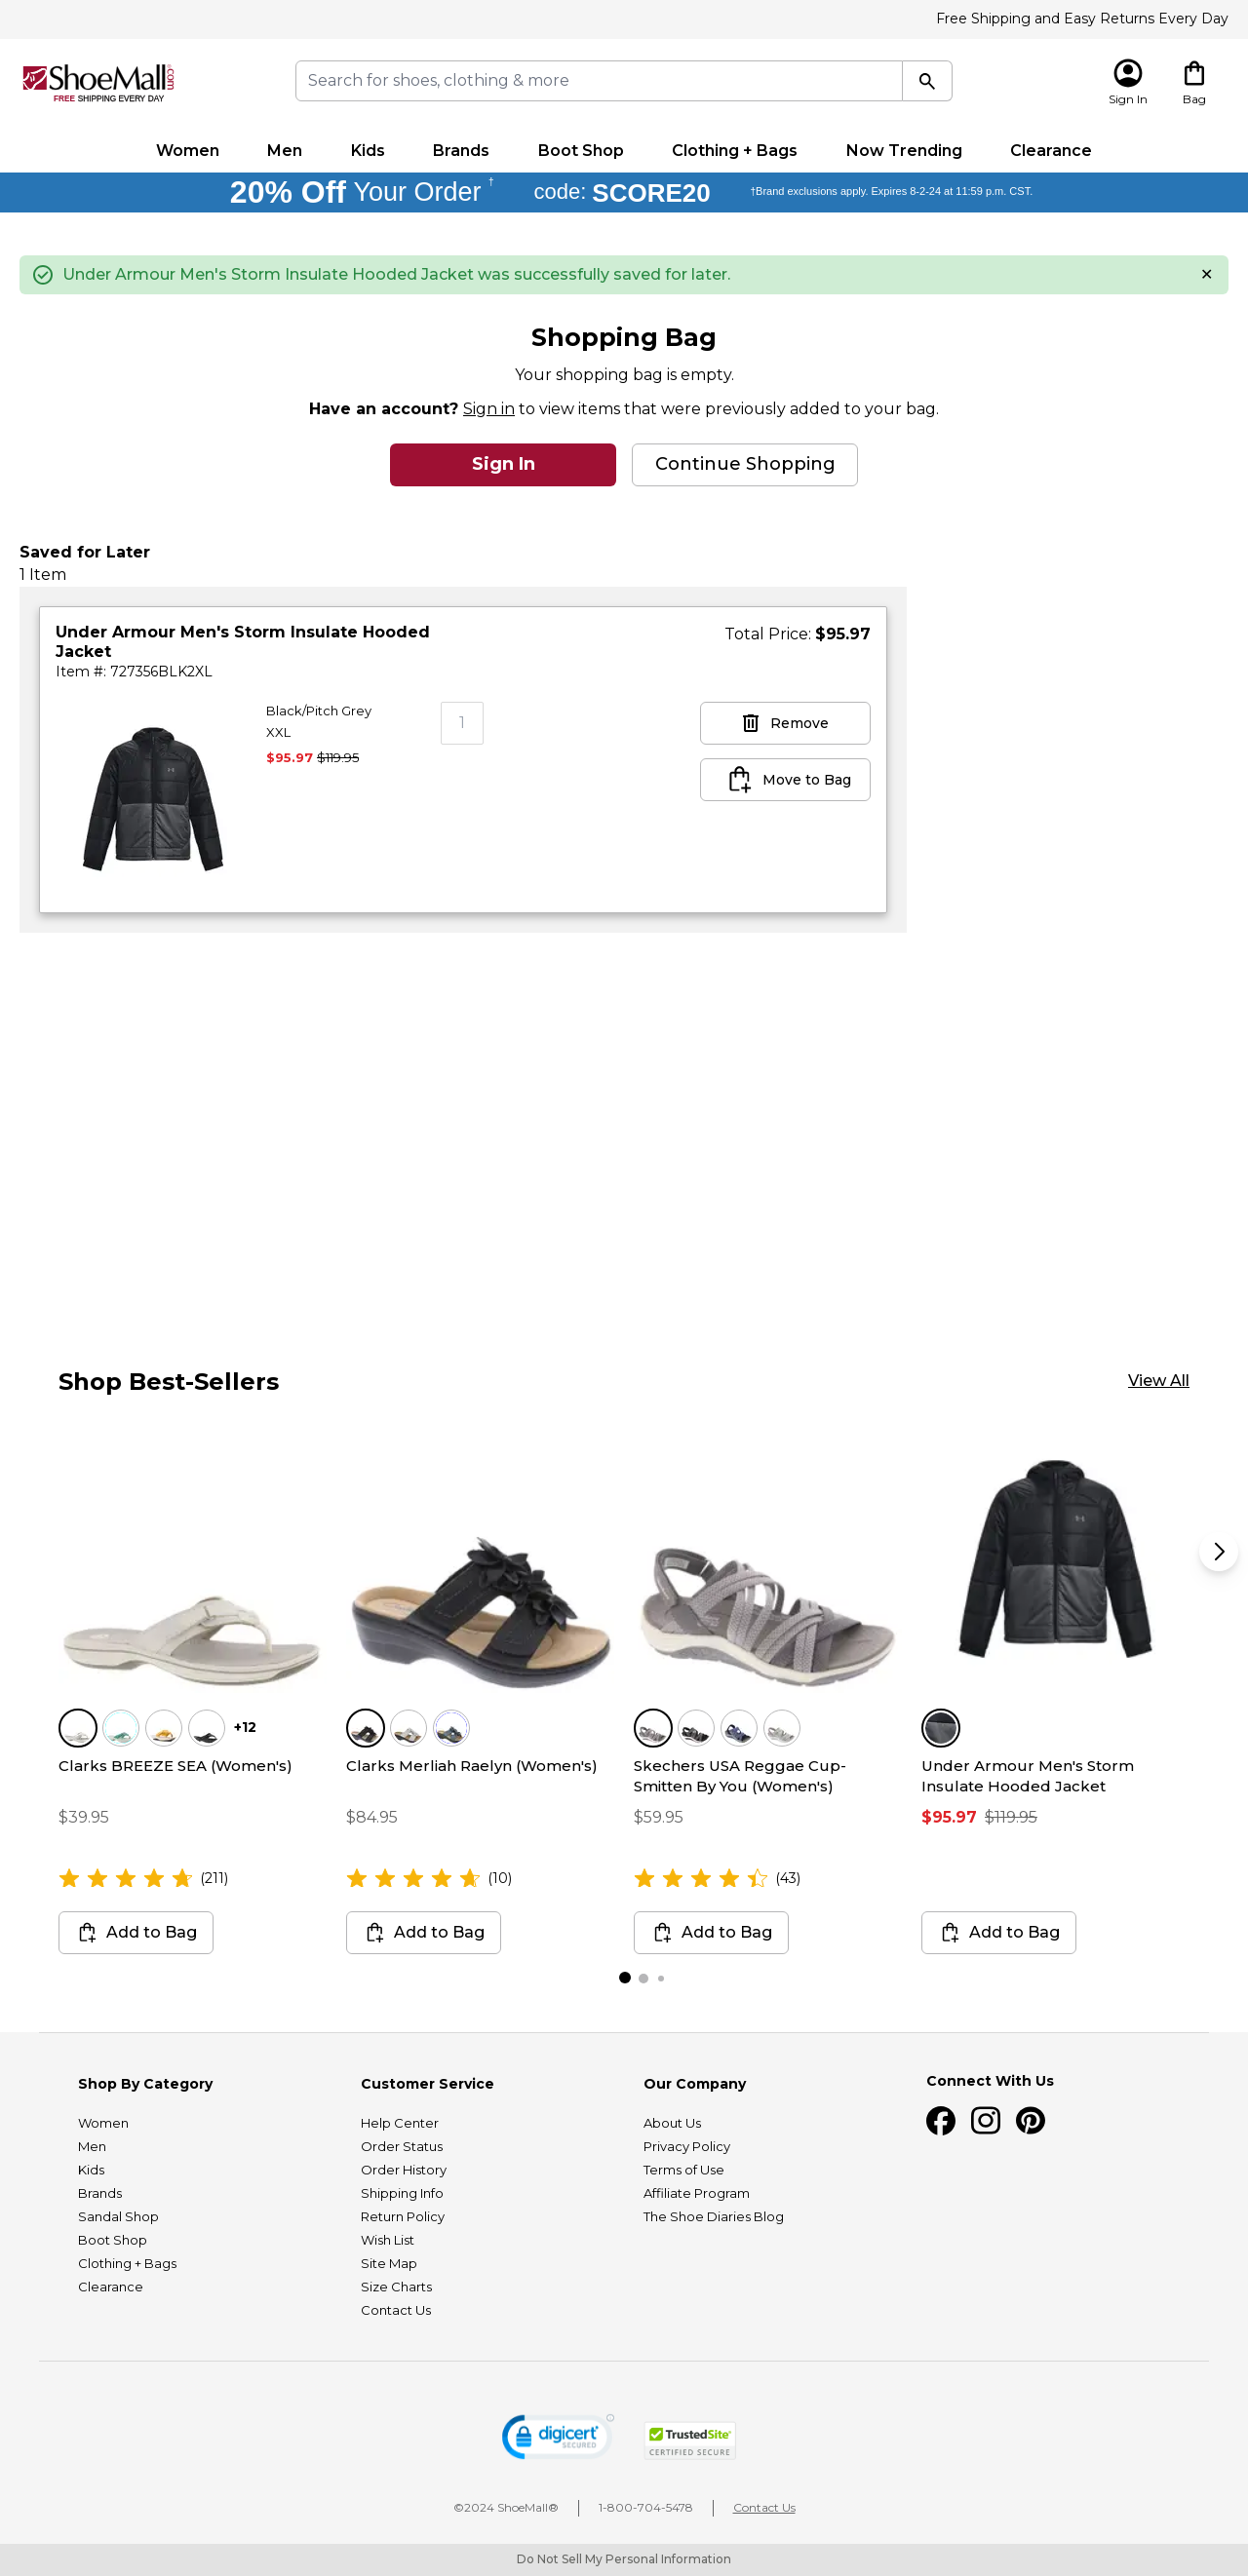 Free Shipping and Easy Returns Every Day
ShoeMall.com
FREE SHIPPING EVERY DAY
Search for shoes, clothing & more
Sign In
Bag
Women Men Kids Brands Boot Shop Clothing + Bags Now Trending Clearance
20% Off Your Order † code: SCORE20 †Brand exclusions apply. Expires 8-2-24 at 11:59 p.m. CST.
Under Armour Men's Storm Insulate Hooded Jacket was successfully saved for later.
Shopping Bag
Your shopping bag is empty.
Have an account? Sign in to view items that were previously added to your bag.
Sign In
Continue Shopping
Saved for Later
1 Item
Under Armour Men's Storm Insulate Hooded
Jacket
Total Price: $95.97
Item #: 727356BLK2XL
Black/Pitch Grey
XXL
$95.97 $119.95
1
Remove
Move to Bag
Shop Best-Sellers
View All
+12
Clarks BREEZE SEA (Women's)
$39.95
(211)
Add to Bag
Clarks Merliah Raelyn (Women's)
$84.95
(10)
Add to Bag
Skechers USA Reggae Cup-
Smitten By You (Women's)
$59.95
(43)
Add to Bag
Under Armour Men's Storm
Insulate Hooded Jacket
$95.97 $119.95
Add to Bag
Shop By Category
Women
Men
Kids
Brands
Sandal Shop
Boot Shop
Clothing + Bags
Clearance
Customer Service
Help Center
Order Status
Order History
Shipping Info
Return Policy
Wish List
Site Map
Size Charts
Contact Us
Our Company
About Us
Privacy Policy
Terms of Use
Affiliate Program
The Shoe Diaries Blog
Connect With Us
digicert
SECURED
TrustedSite
CERTIFIED SECURE
©2024 ShoeMall® 1-800-704-5478 Contact Us
Do Not Sell My Personal Information